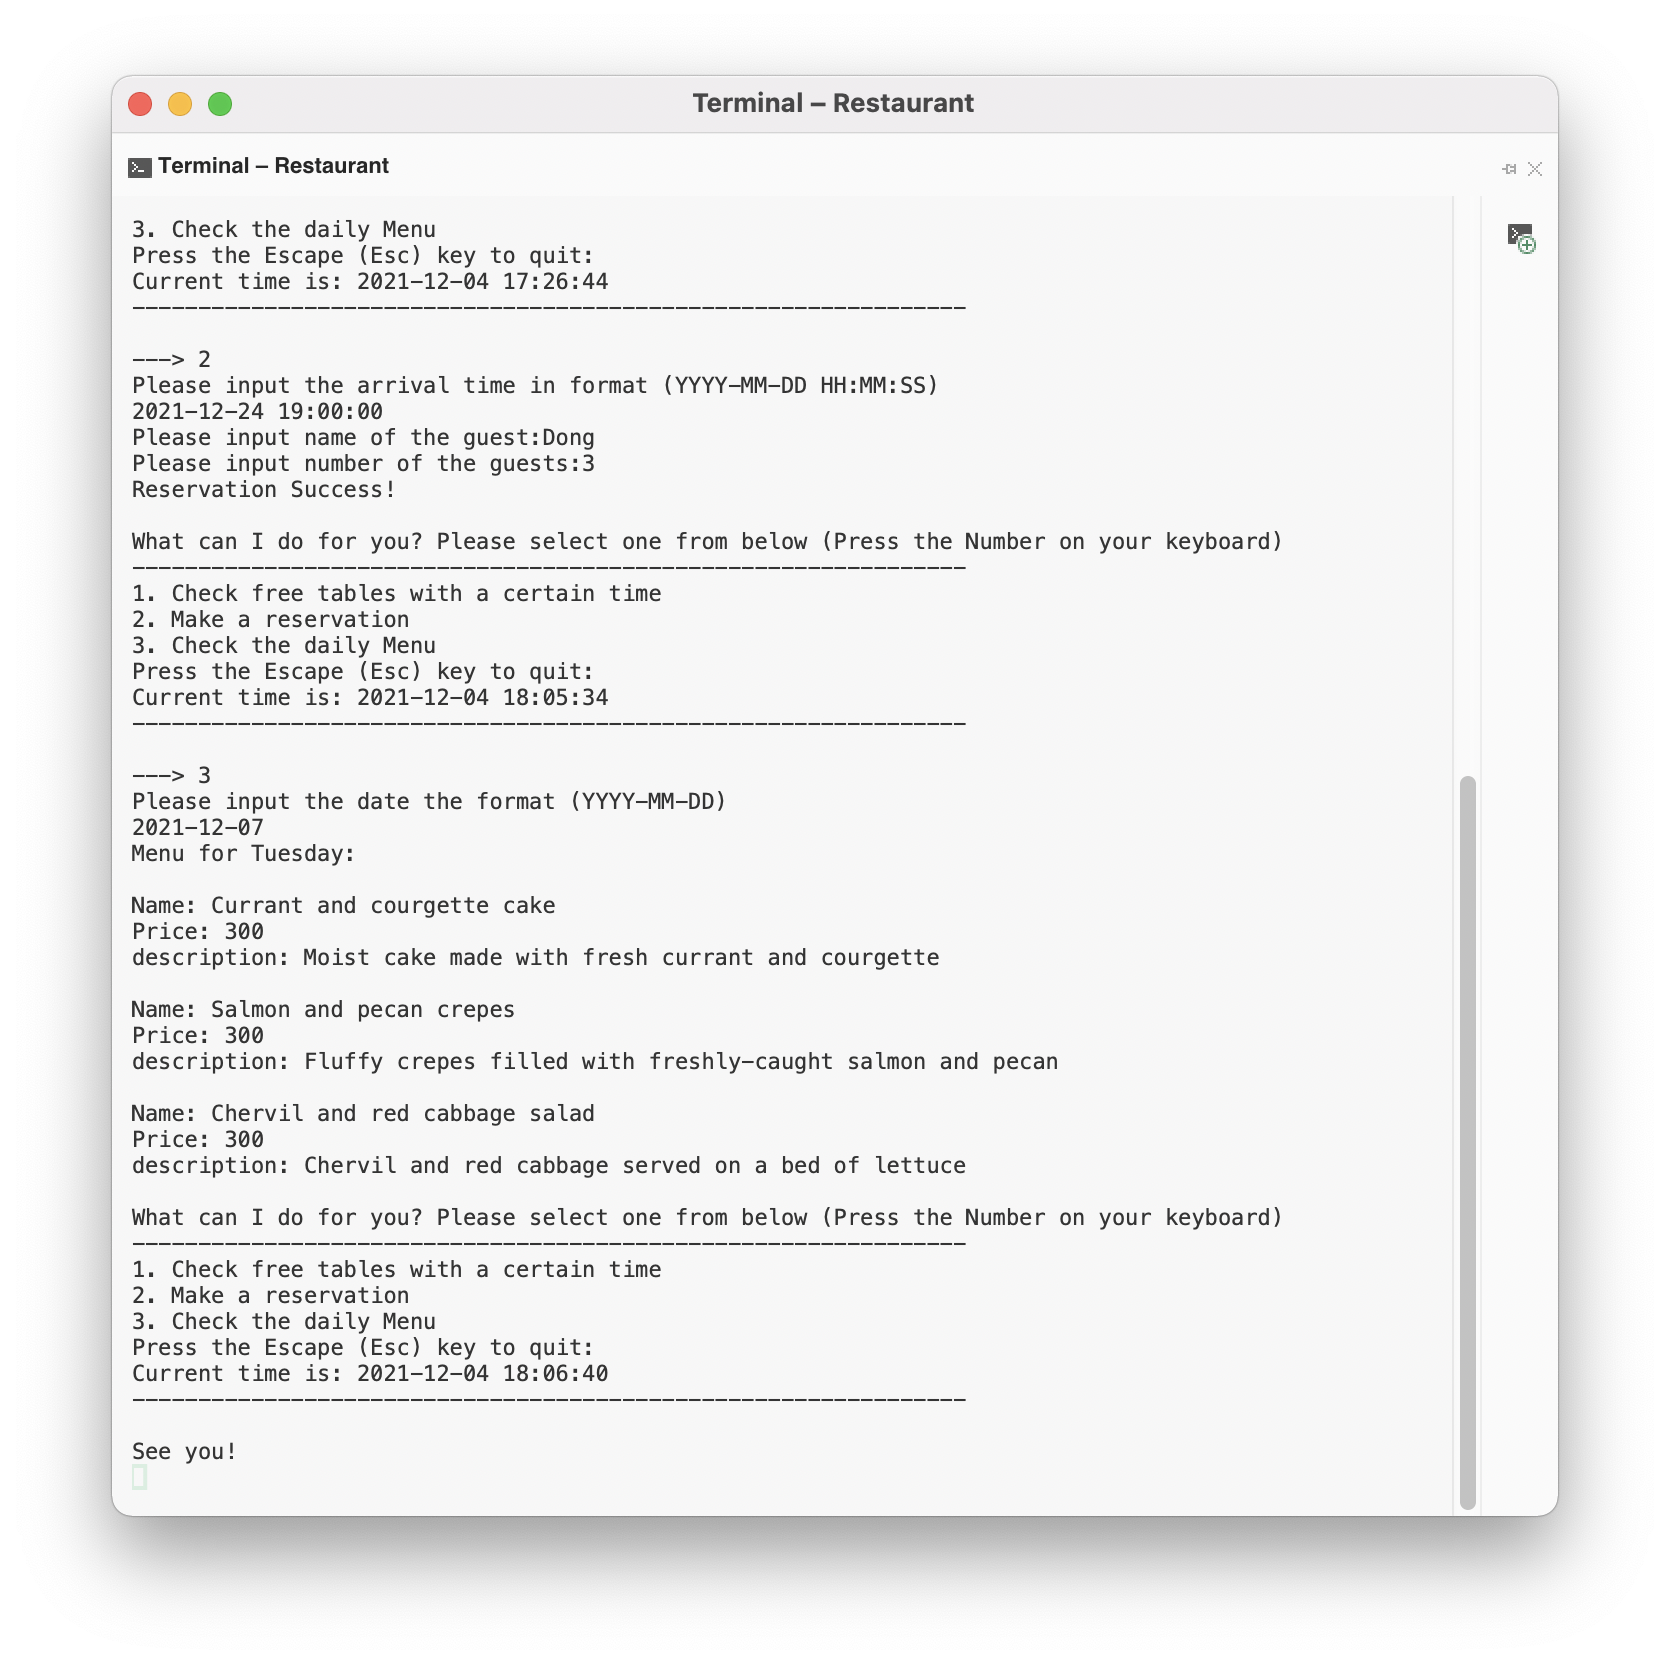 Terminal – Restaurant
Terminal – Restaurant
3. Check the daily Menu
Press the Escape (Esc) key to quit:
Current time is: 2021-12-04 17:26:44
---------------------------------------------------------------
---> 2
Please input the arrival time in format (YYYY-MM-DD HH:MM:SS)
2021-12-24 19:00:00
Please input name of the guest:Dong
Please input number of the guests:3
Reservation Success!
What can I do for you? Please select one from below (Press the Number on your keyboard)
---------------------------------------------------------------
1. Check free tables with a certain time
2. Make a reservation
3. Check the daily Menu
Press the Escape (Esc) key to quit:
Current time is: 2021-12-04 18:05:34
---------------------------------------------------------------
---> 3
Please input the date the format (YYYY-MM-DD)
2021-12-07
Menu for Tuesday:
Name: Currant and courgette cake
Price: 300
description: Moist cake made with fresh currant and courgette
Name: Salmon and pecan crepes
Price: 300
description: Fluffy crepes filled with freshly-caught salmon and pecan
Name: Chervil and red cabbage salad
Price: 300
description: Chervil and red cabbage served on a bed of lettuce
What can I do for you? Please select one from below (Press the Number on your keyboard)
---------------------------------------------------------------
1. Check free tables with a certain time
2. Make a reservation
3. Check the daily Menu
Press the Escape (Esc) key to quit:
Current time is: 2021-12-04 18:06:40
---------------------------------------------------------------
See you!